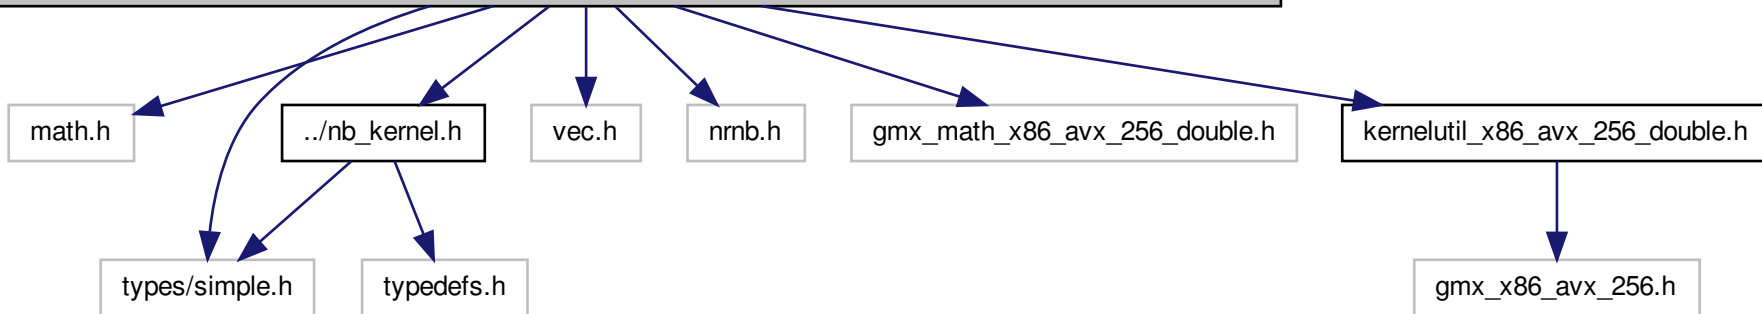 math.h
../nb_kernel.h
vec.h
nrnb.h
gmx_math_x86_avx_256_double.h
kernelutil_x86_avx_256_double.h
types/simple.h
typedefs.h
gmx_x86_avx_256.h